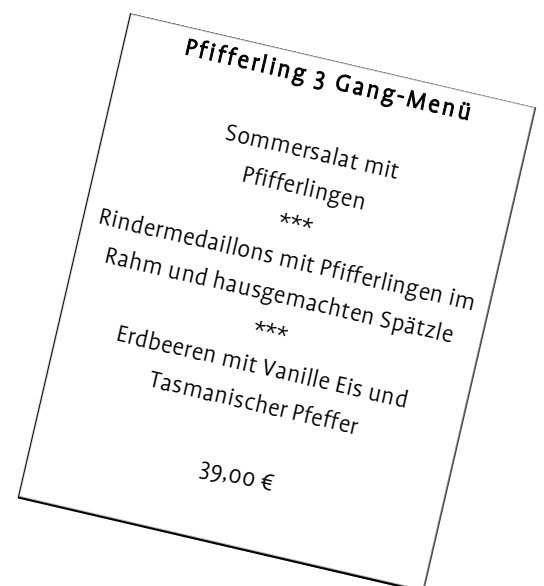 Pfifferling 3 Gang-Menü
Sommersalat mit
Pfifferlingen
***
Rindermedaillons mit Pfifferlingen im
Rahm und hausgemachten Spätzle
***
Erdbeeren mit Vanille Eis und
Tasmanischer Pfeffer
39,00 €